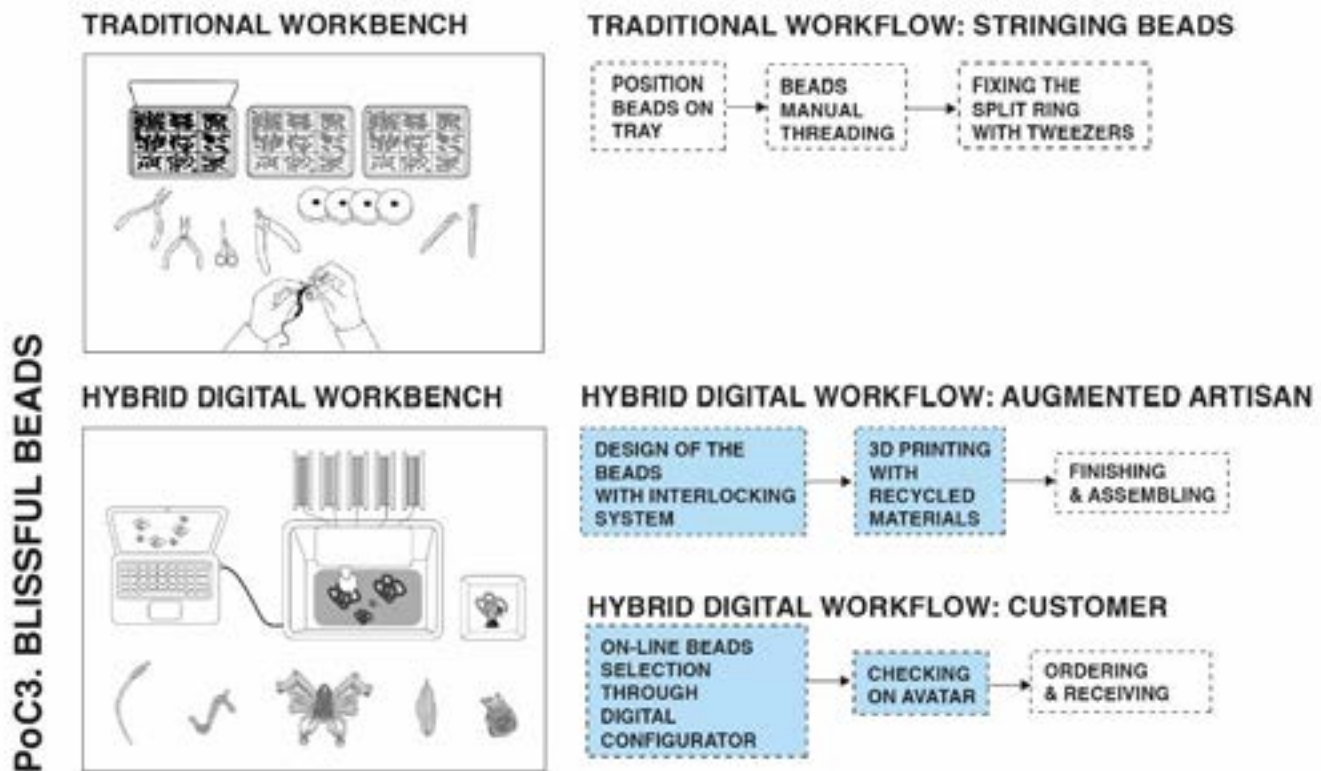 PoC3. BLISSFUL BEADS
TRADITIONAL WORKBENCH
TRADITIONAL WORKFLOW: STRINGING BEADS
POSITION
BEADS ON
TRAY
BEADS
MANUAL
THREADING
FIXING THE
SPLIT RING
WITH TWEEZERS
HYBRID DIGITAL WORKBENCH
HYBRID DIGITAL WORKFLOW: AUGMENTED ARTISAN
DESIGN OF THE
BEADS
WITH INTERLOCKING
SYSTEM
3D PRINTING
WITH
RECYCLED
MATERIALS
FINISHING
& ASSEMBLING
HYBRID DIGITAL WORKFLOW: CUSTOMER
ON-LINE BEADS
SELECTION
THROUGH
DIGITAL
CONFIGURATOR
CHECKING
ON AVATAR
ORDERING
& RECEIVING